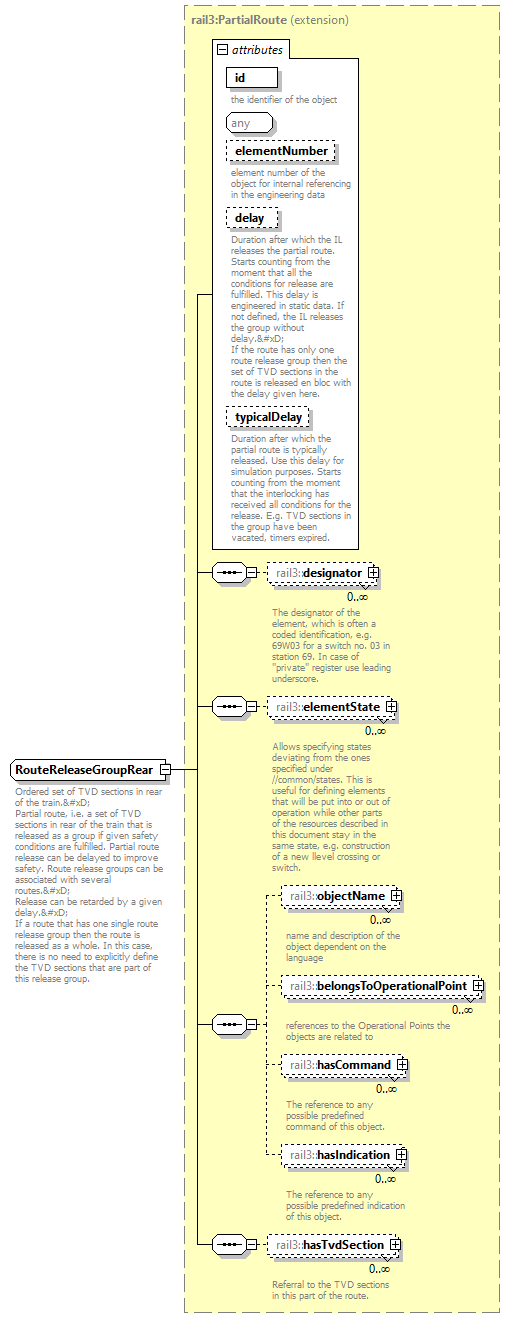 rail3:PartialRoute (extension)
attributes
id
the identifier of the object
any
elementNumber
element number of the
object for internal referencing
in the engineering data
delay
Duration after which the IL
releases the partial route.
Starts counting from the
moment that all the
conditions for release are
fulfilled. This delay is
engineered in static data. If
not defined, the IL releases
the group without
delay.&#xD;
If the route has only one
route release group then the
set of TVD sections in the
route is released en bloc with
the delay given here.
typicalDelay
Duration after which the
partial route is typically
released. Use this delay for
simulation purposes. Starts
counting from the moment
that the interlocking has
received all conditions for the
release. E.g. TVD sections in
the group have been
vacated, timers expired.
rail3:designator
0..∞
The designator of the
element, which is often a
coded identification, e.g.
69W03 for a switch no. 03 in
station 69. In case of
"private" register use leading
underscore.
rail3:elementState
0..∞
Allows specifying states
deviating from the ones
specified under
//common/states. This is
useful for defining elements
that will be put into or out of
operation while other parts
of the resources described in
this document stay in the
same state, e.g. construction
of a new llevel crossing or
switch.
RouteReleaseGroupRear
Ordered set of TVD sections in rear
of the train.&#xD;
Partial route, i.e. a set of TVD
sections in rear of the train that is
released as a group if given safety
conditions are fulfilled. Partial route
release can be delayed to improve
safety. Route release groups can be
associated with several
routes.&#xD;
Release can be retarded by a given
delay.&#xD;
If a route that has one single route
release group then the route is
released as a whole. In this case,
there is no need to explicitly define
the TVD sections that are part of
this release group.
rail3:objectName
0..∞
name and description of the
object dependent on the
language
rail3:belongsToOperationalPoint
0..∞
references to the Operational Points the
objects are related to
rail3:hasCommand
0..∞
The reference to any
possible predefined
command of this object.
rail3:hasIndication
0..∞
The reference to any
possible predefined indication
of this object.
rail3:hasTvdSection
0..∞
Referral to the TVD sections
in this part of the route.